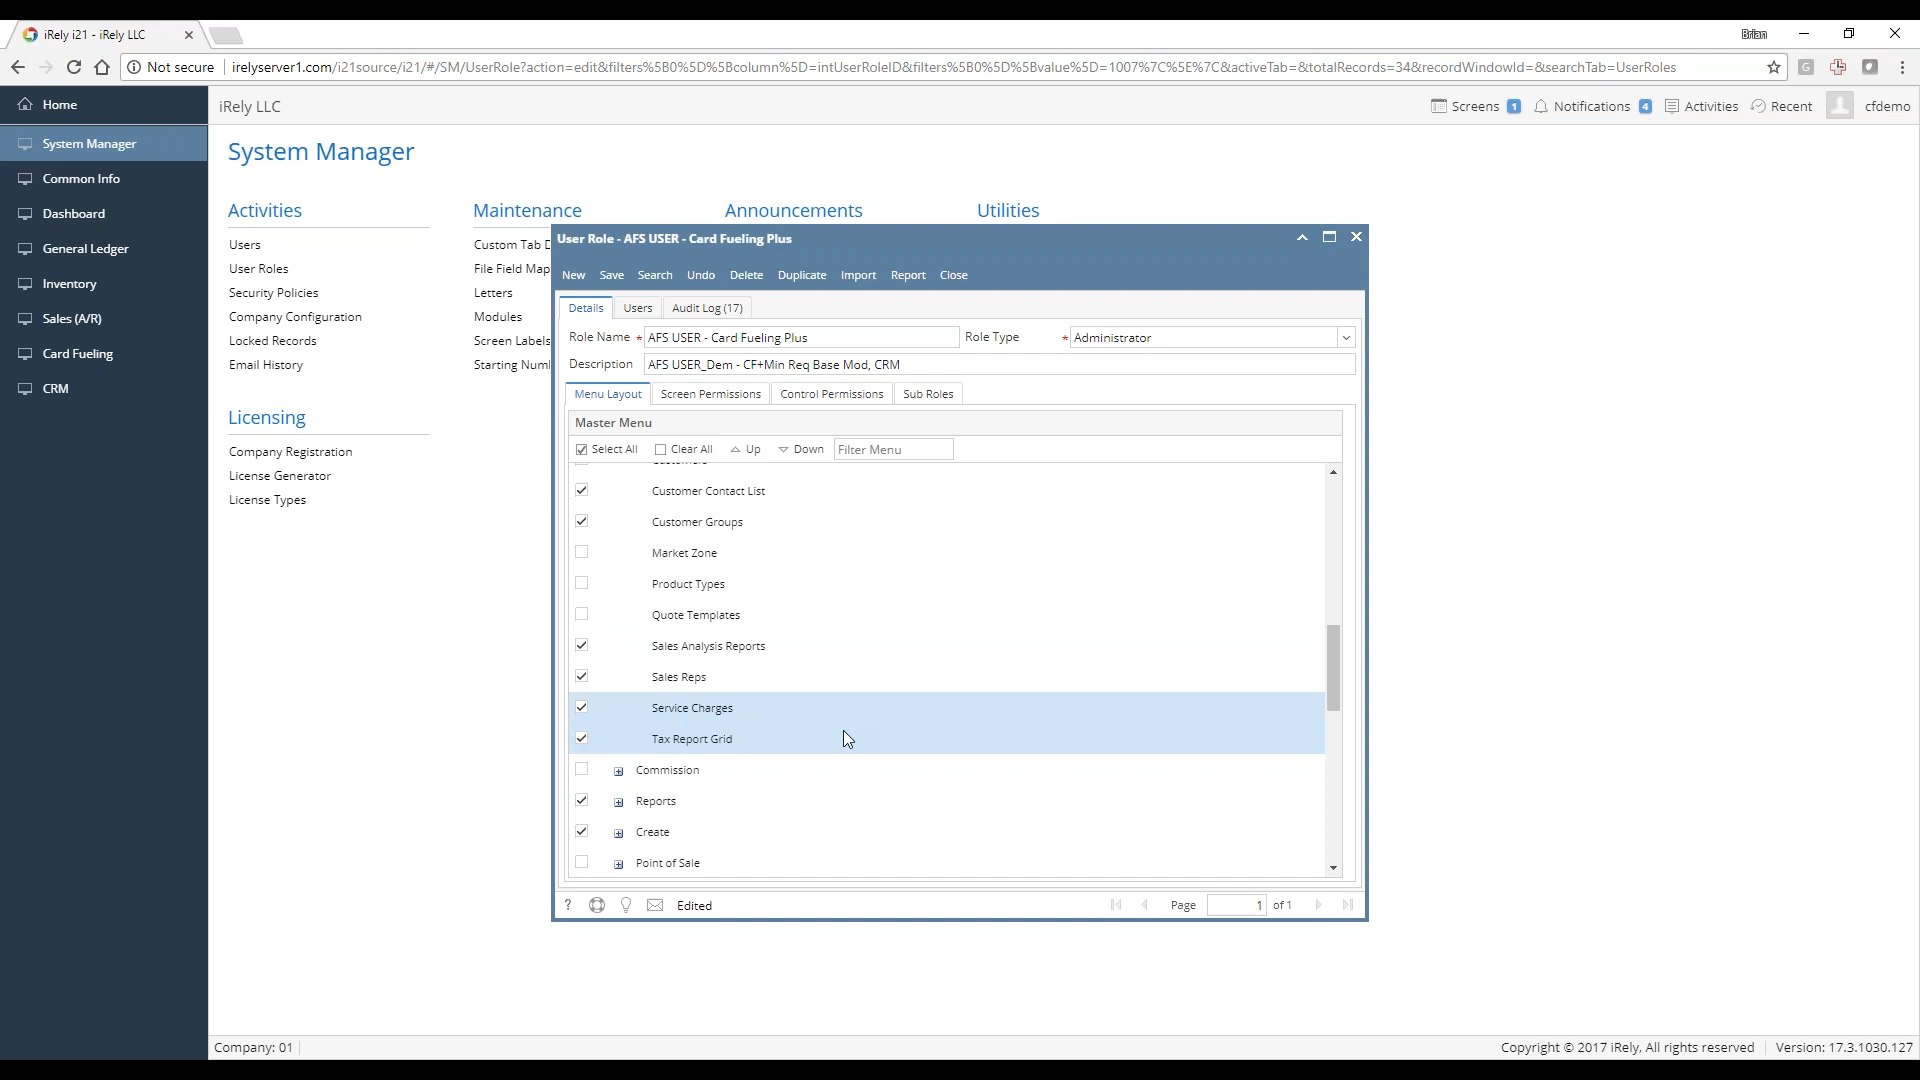 iRely i21 - iRely LLC
Brian
Not secure irelyserver1.com/i21source/i21/#/SM/UserRole?action=edit&filters%5B0%5D%5Bcolumn%5D=intUserRoleID&filters%5B0%5D%5Bvalue%5D=1007%7C%5E%7C&activeTab=&totalRecords=34&recordWindowId=&searchTab=UserRoles
Home
iRely LLC
Screens 1 Notifications 4 Activities Recent cfdemo
System Manager
Common Info
Dashboard
General Ledger
Inventory
Sales (A/R)
Card Fueling
CRM
System Manager
Activities
Users
User Roles
Security Policies
Company Configuration
Locked Records
Email History
Licensing
Company Registration
License Generator
License Types
Maintenance
Custom Tab D
File Field Map
Letters
Modules
Screen Labels
Starting Num
Announcements
Utilities
User Role - AFS USER - Card Fueling Plus
New Save Search Undo Delete Duplicate Import Report Close
Details Users Audit Log (17)
Role Name * AFS USER - Card Fueling Plus Role Type * Administrator
Description AFS USER_Dem - CF+Min Req Base Mod, CRM
Menu Layout Screen Permissions Control Permissions Sub Roles
Master Menu
Select All Clear All Up Down Filter Menu
Customer Contact List
Customer Groups
Market Zone
Product Types
Quote Templates
Sales Analysis Reports
Sales Reps
Service Charges
Tax Report Grid
Commission
Reports
Create
Point of Sale
? Edited Page 1 of 1
Company: 01
Copyright © 2017 iRely, All rights reserved Version: 17.3.1030.127